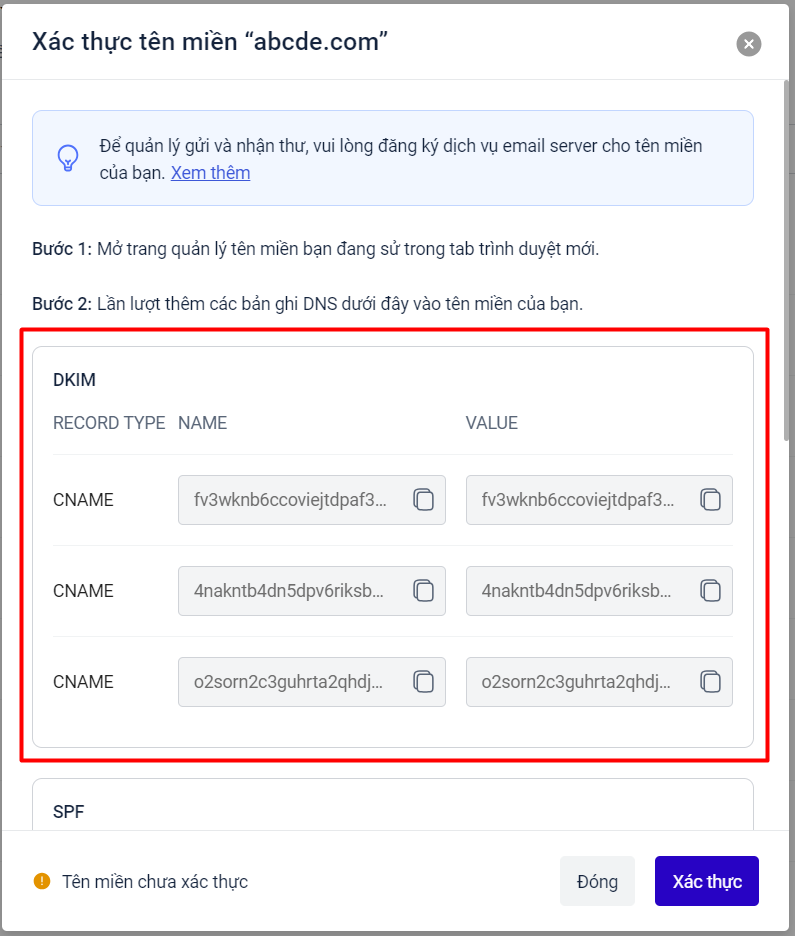 Xác thực tên miền “abcde.com”
Để quản lý gửi và nhận thư, vui lòng đăng ký dịch vụ email server cho tên miền
của bạn. Xem thêm
Bước 1: Mở trang quản lý tên miền bạn đang sử trong tab trình duyệt mới.
Bước 2: Lần lượt thêm các bản ghi DNS dưới đây vào tên miền của bạn.
DKIM
RECORD TYPE NAME VALUE
CNAME fv3wknb6ccoviejtdpaf3... fv3wknb6ccoviejtdpaf3...
CNAME 4nakntb4dn5dpv6riksb... 4nakntb4dn5dpv6riksb...
CNAME o2sorn2c3guhrta2qhdj... o2sorn2c3guhrta2qhdj...
SPF
Tên miền chưa xác thực Đóng Xác thực